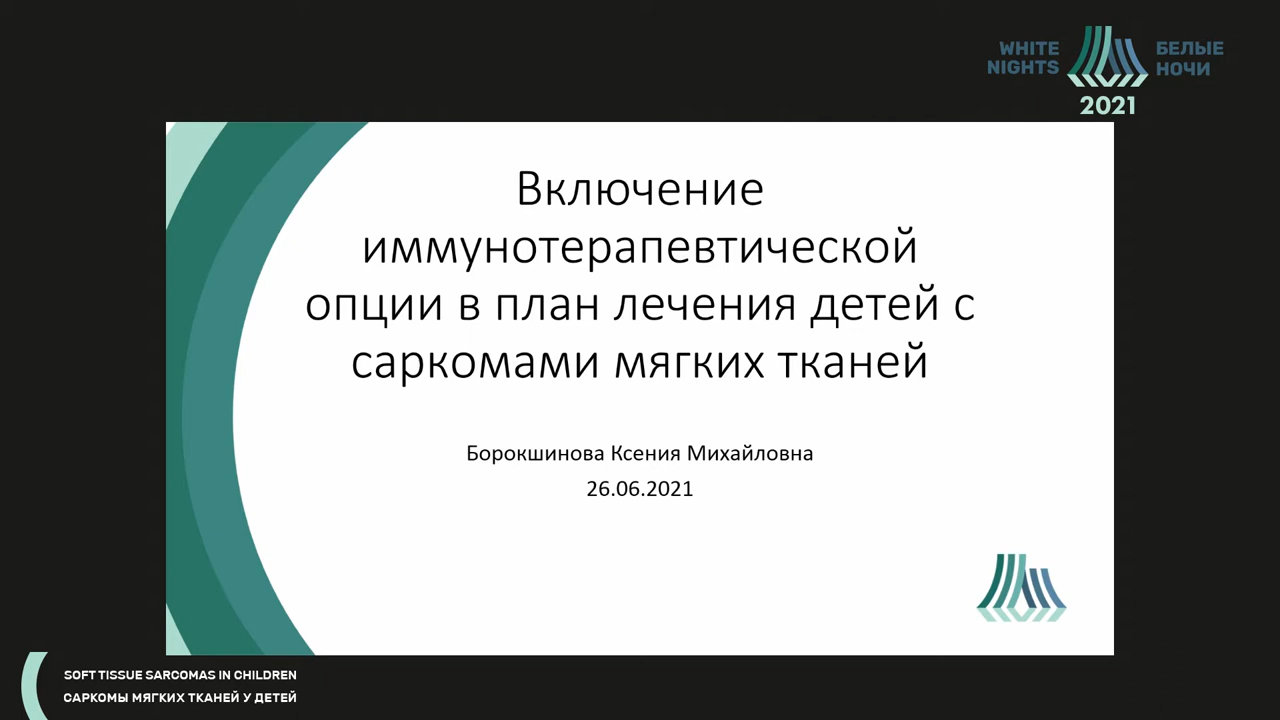 WHITE
NIGHTS
БЕЛЫЕ
НОЧИ
2021
Включение
иммунотерапевтической
опции в план лечения детей с
саркомами мягких тканей
Борокшинова Ксения Михайловна
26.06.2021
SOFT TISSUE SARCOMAS IN CHILDREN
САРКОМЫ МЯГКИХ ТКАНЕЙ У ДЕТЕЙ